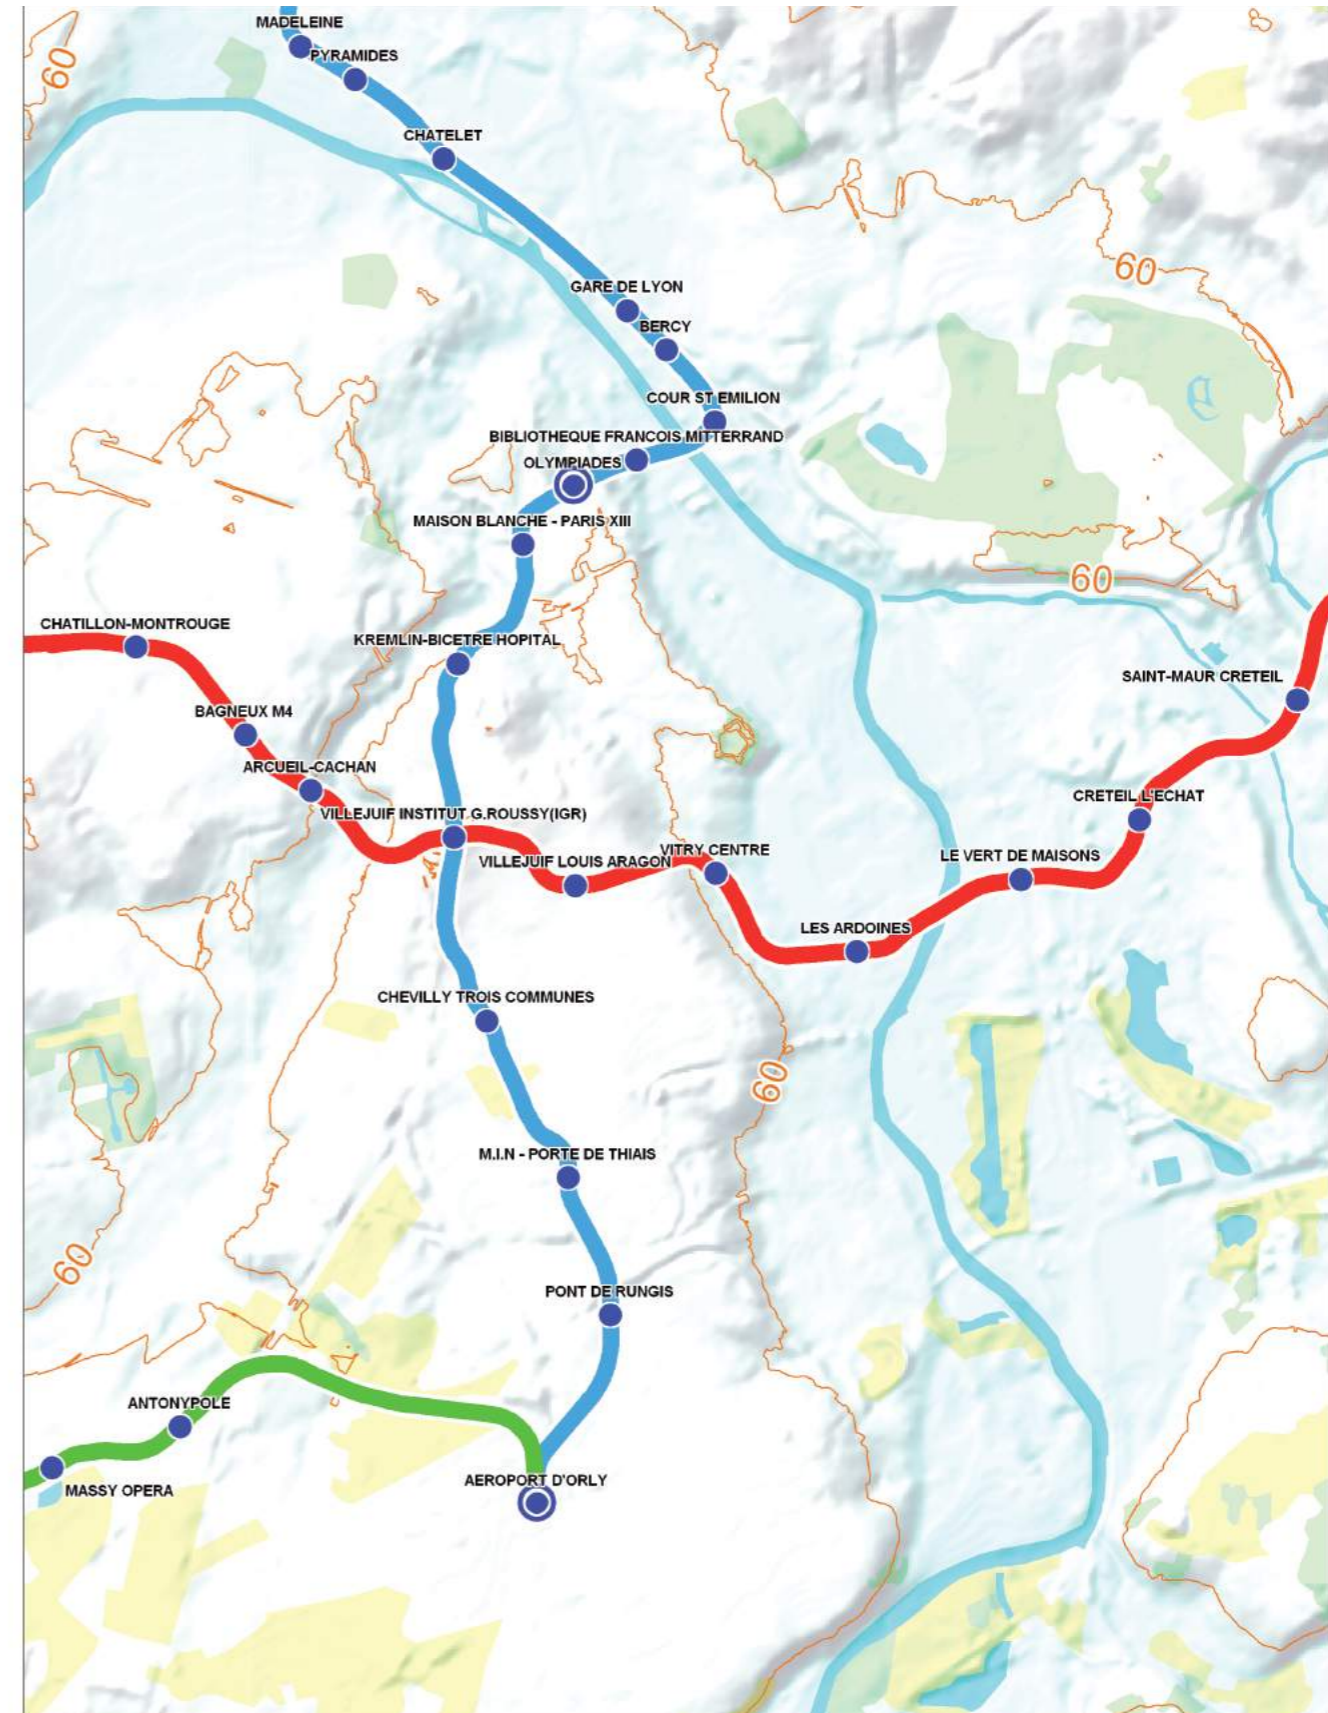 MADELEINE
60
PYRAMIDES
CHATELET
60
GARE DE LYON
BERCY
COUR ST EMILION
BIBLIOTHEQUE FRANCOIS MITTERRAND
OLYMPIADES
MAISON BLANCHE - PARIS XIII
60
CHATILLON-MONTROUGE
KREMLIN-BICETRE HOPITAL
SAINT-MAUR CRETEIL
BAGNEUX M4
ARCUEIL-CACHAN
CRETEIL L'ECHAT
VILLEJUIF INSTITUT G.ROUSSY(IGR)
VITRY CENTRE
LE VERT DE MAISONS
VILLEJUIF LOUIS ARAGON
LES ARDOINES
CHEVILLY TROIS COMMUNES
60
M.I.N - PORTE DE THIAIS
60
PONT DE RUNGIS
ANTONYPOLE
AEROPORT D'ORLY
MASSY OPERA